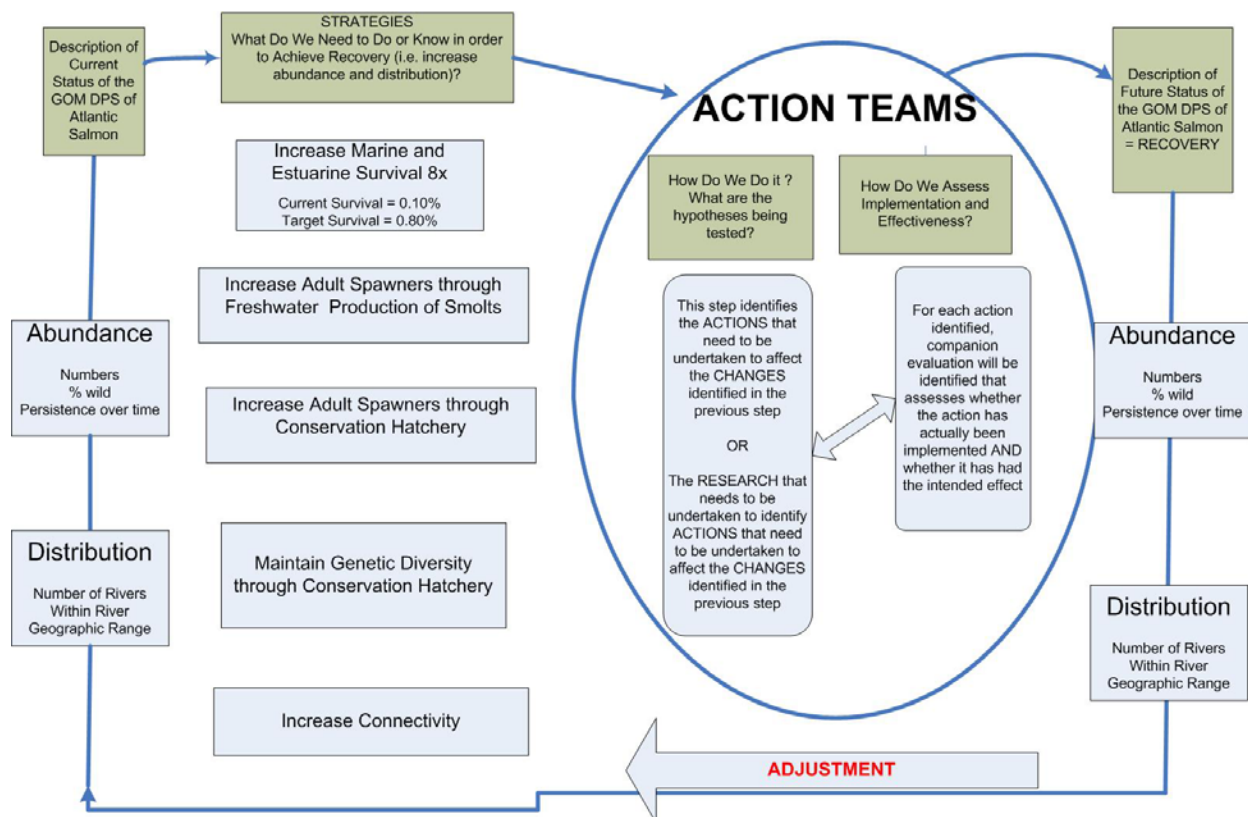 Description of
Current
Status of the
GOM DPS of
Atlantic
Salmon
STRATEGIES
What Do We Need to Do or Know in order
to Achieve Recovery (i.e. increase
abundance and distribution)?
Increase Marine and
Estuarine Survival 8x
Current Survival = 0.10%
Target Survival = 0.80%
Increase Adult Spawners through
Freshwater Production of Smolts
Increase Adult Spawners through
Conservation Hatchery
Maintain Genetic Diversity
through Conservation Hatchery
Increase Connectivity
Abundance
Numbers
% wild
Persistence over time
Distribution
Number of Rivers
Within River
Geographic Range
ACTION TEAMS
How Do We Do it ?
What are the
hypotheses being
tested?
How Do We Assess
Implementation and
Effectiveness?
This step identifies
the ACTIONS that
need to be
undertaken to affect
the CHANGES
identified in the
previous step
OR
The RESEARCH that
needs to be
undertaken to identify
ACTIONS that need
to be undertaken to
affect the CHANGES
identified in the
previous step
For each action
identified,
companion
evaluation will be
identified that
assesses whether
the action has
actually been
implemented AND
whether it has had
the intended effect
Description of
Future Status of
the GOM DPS of
Atlantic Salmon
= RECOVERY
Abundance
Numbers
% wild
Persistence over time
Distribution
Number of Rivers
Within River
Geographic Range
ADJUSTMENT